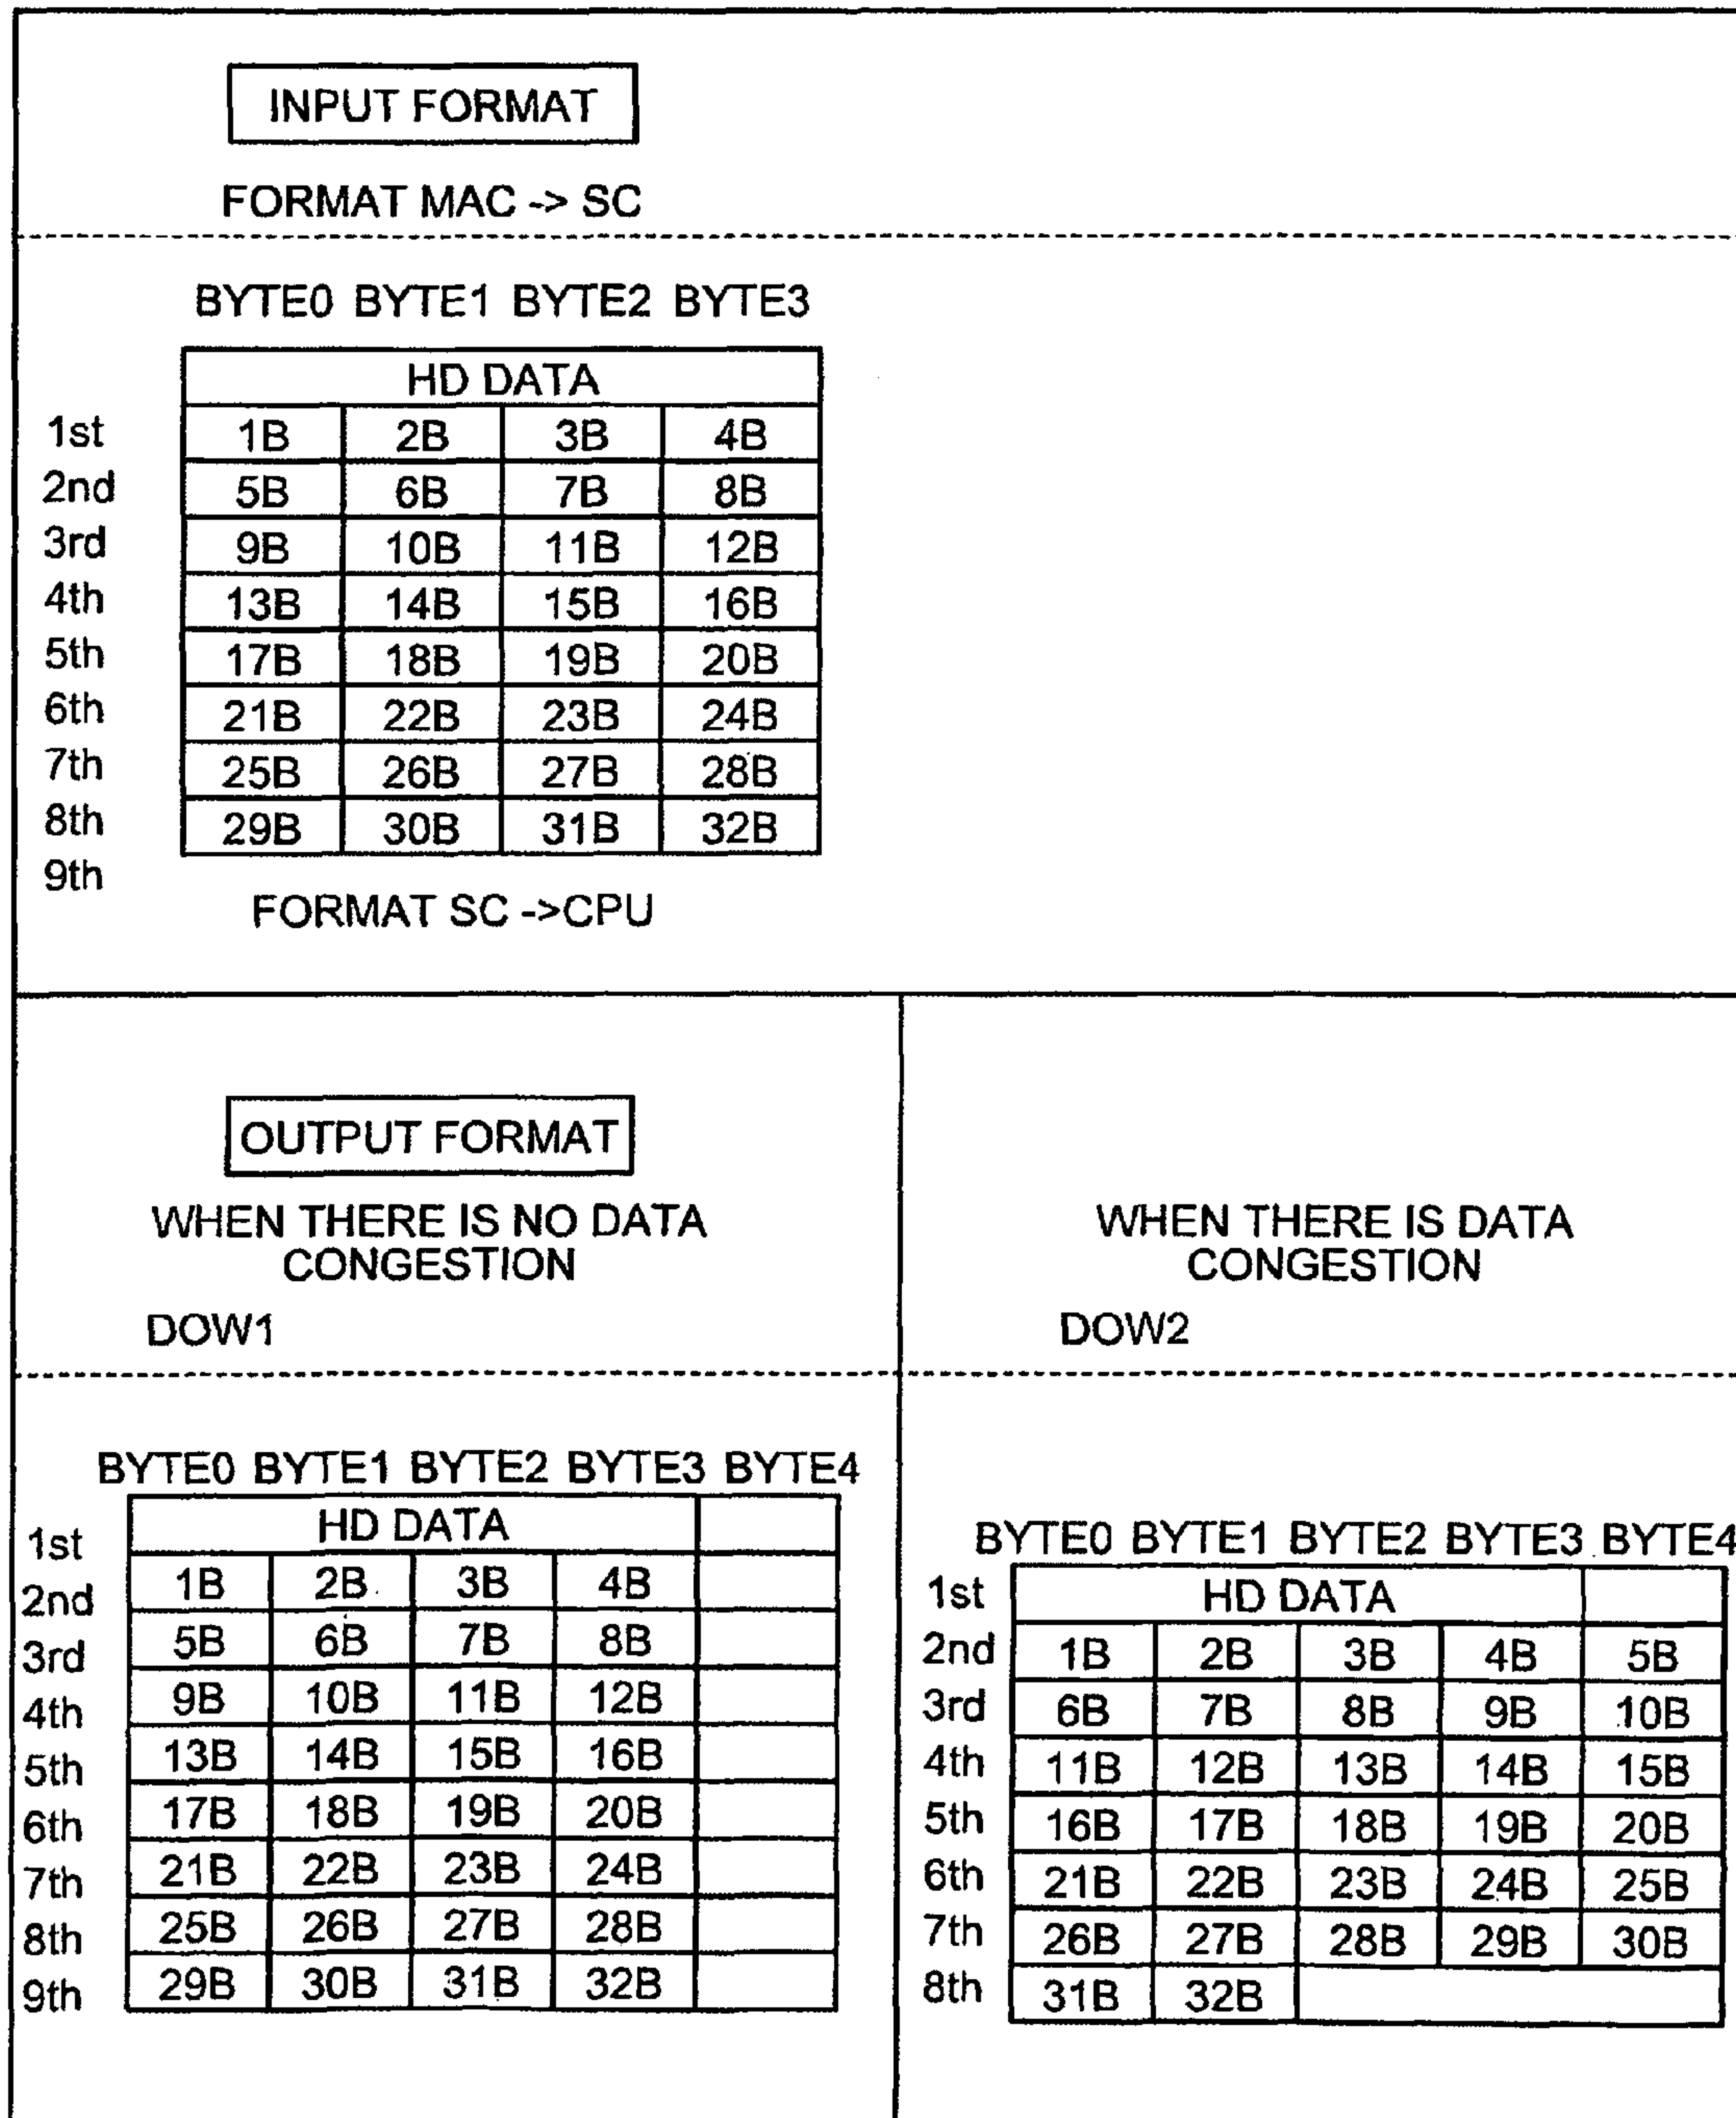 INPUT FORMAT
FORMAT MAC -> SC
BYTE0 BYTE1 BYTE2 BYTE3
HD DATA
1st 1B 2B 3B 4B
2nd 5B 6B 7B 8B
3rd 9B 10B 11B 12B
4th 13B 14B 15B 16B
5th 17B 18B 19B 20B
6th 21B 22B 23B 24B
7th 25B 26B 27B 28B
8th 29B 30B 31B 32B
9th
FORMAT SC ->CPU
OUTPUT FORMAT
WHEN THERE IS NO DATA
CONGESTION
DOW1
BYTE0 BYTE1 BYTE2 BYTE3 BYTE4
1st HD DATA
2nd 1B 2B 3B 4B
3rd 5B 6B 7B 8B
4th 9B 10B 11B 12B
5th 13B 14B 15B 16B
6th 17B 18B 19B 20B
7th 21B 22B 23B 24B
8th 25B 26B 27B 28B
9th 29B 30B 31B 32B
WHEN THERE IS DATA
CONGESTION
DOW2
BYTE0 BYTE1 BYTE2 BYTE3 BYTE4
1st HD DATA
2nd 1B 2B 3B 4B 5B
3rd 6B 7B 8B 9B 10B
4th 11B 12B 13B 14B 15B
5th 16B 17B 18B 19B 20B
6th 21B 22B 23B 24B 25B
7th 26B 27B 28B 29B 30B
8th 31B 32B